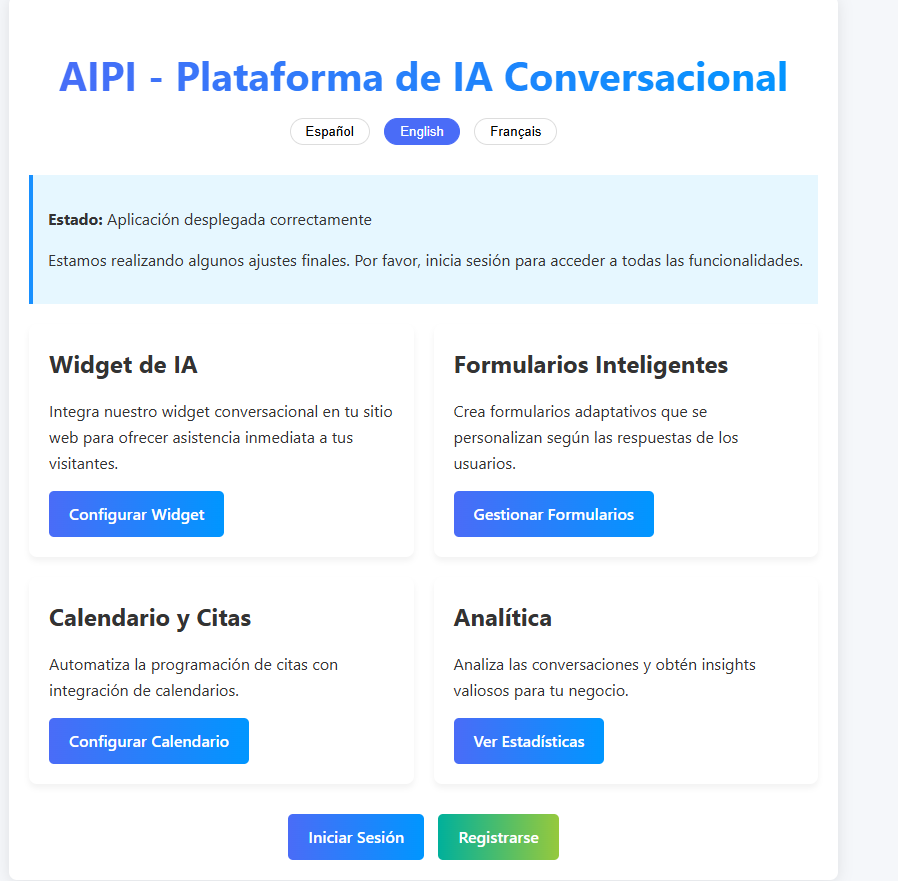 AIPI - Plataforma de IA Conversacional
Español English Français
Estado: Aplicación desplegada correctamente
Estamos realizando algunos ajustes finales. Por favor, inicia sesión para acceder a todas las funcionalidades.
Widget de IA
Integra nuestro widget conversacional en tu sitio
web para ofrecer asistencia inmediata a tus
visitantes.
Configurar Widget
Formularios Inteligentes
Crea formularios adaptativos que se
personalizan según las respuestas de los
usuarios.
Gestionar Formularios
Calendario y Citas
Automatiza la programación de citas con
integración de calendarios.
Configurar Calendario
Analítica
Analiza las conversaciones y obtén insights
valiosos para tu negocio.
Ver Estadísticas
Iniciar Sesión Registrarse